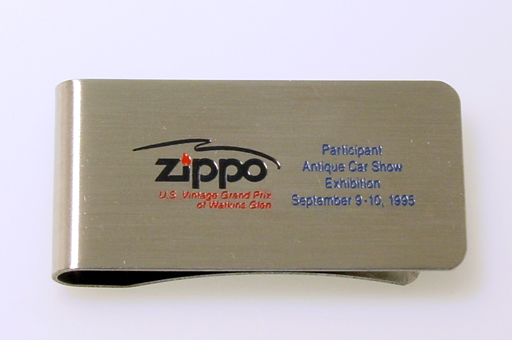 zippo
U.S. Vintage Grand Prix
of Watkins Glen
Participant
Antique Car Show
Exhibition
September 9-10, 1995